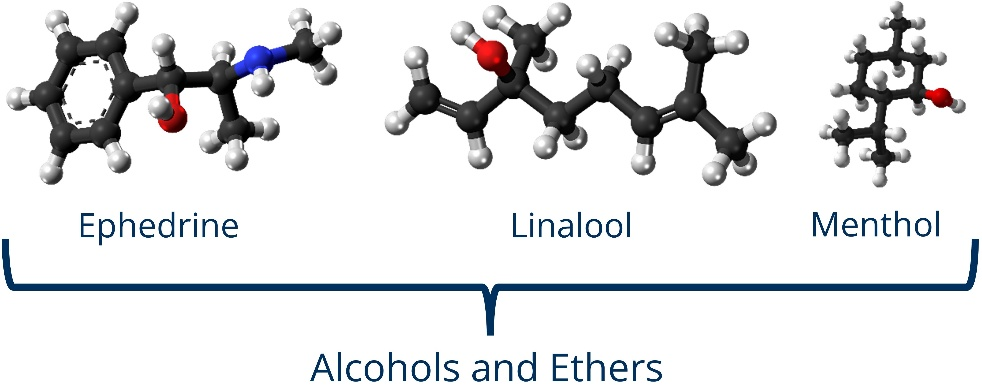 Ephedrine
Linalool
Menthol
Alcohols and Ethers